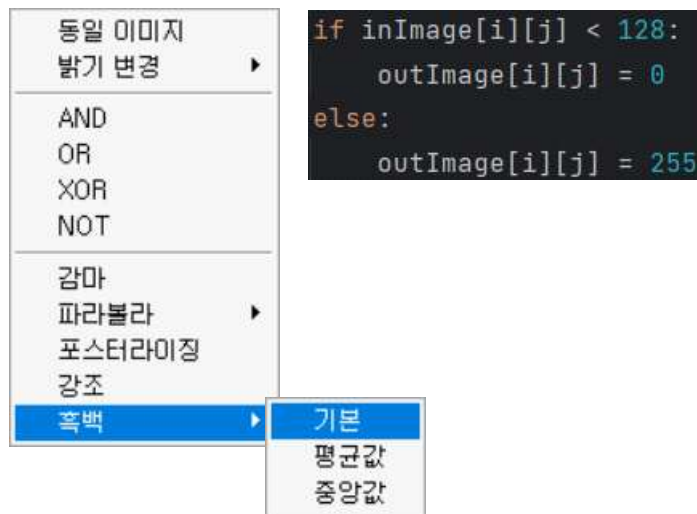 동일 이미지
밝기 변경
AND
OR
XOR
NOT
감마
파라볼라
포스터라이징
강조
흑백
기본
평균값
중앙값
if inImage[i][j] < 128:
    outImage[i][j] = 0
else:
    outImage[i][j] = 255